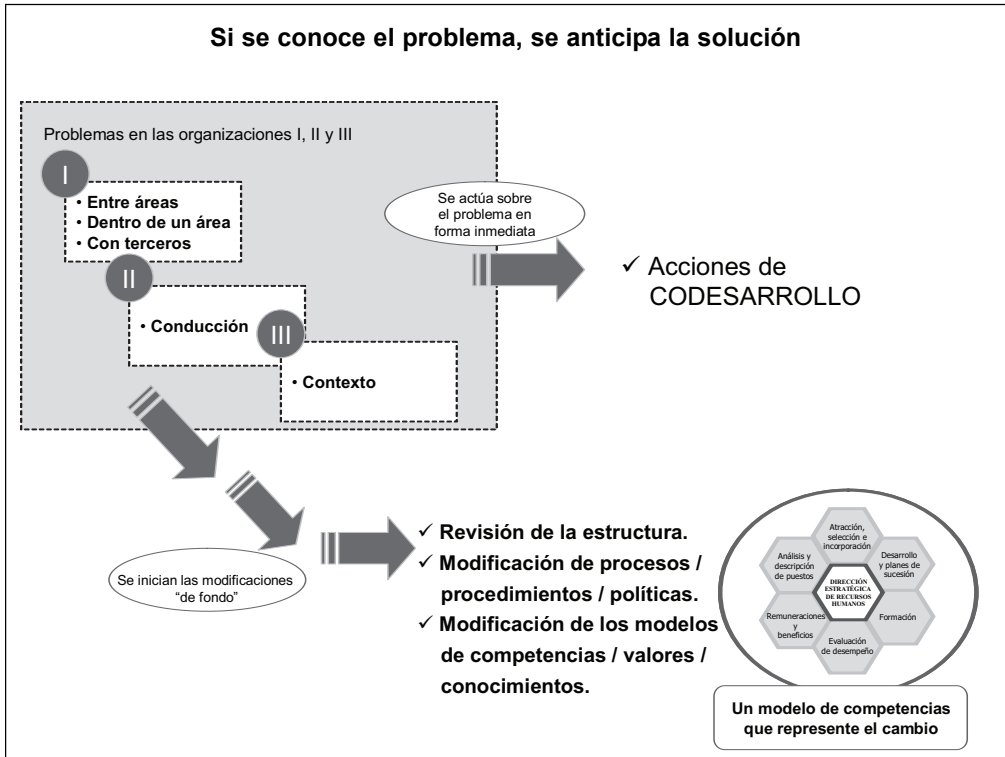 Si se conoce el problema, se anticipa la solución
Problemas en las organizaciones I, II y III
I
• Entre áreas
• Dentro de un área
• Con terceros
II
• Conducción
III
• Contexto
Se actúa sobre
el problema en
forma inmediata
✓ Acciones de
CODESARROLLO
Se inician las modificaciones
“de fondo”
✓ Revisión de la estructura.
✓ Modificación de procesos /
procedimientos / políticas.
✓ Modificación de los modelos
de competencias / valores /
conocimientos.
Atracción,
selección e
incorporación
Análisis y
descripción
de puestos
Desarrollo
y planes de
sucesión
DIRECCIÓN
ESTRATÉGICA
DE RECURSOS
HUMANOS
Remuneraciones
y
beneficios
Formación
Evaluación
de desempeño
Un modelo de competencias
que represente el cambio